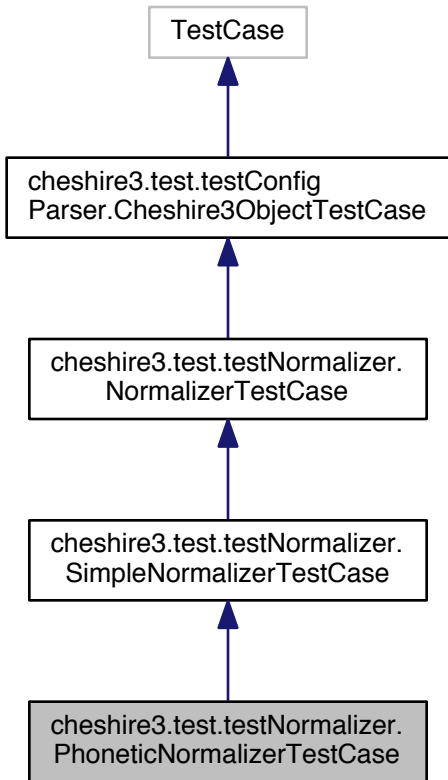 TestCase
cheshire3.test.testConfig
Parser.Cheshire3ObjectTestCase
cheshire3.test.testNormalizer.
NormalizerTestCase
cheshire3.test.testNormalizer.
SimpleNormalizerTestCase
cheshire3.test.testNormalizer.
PhoneticNormalizerTestCase